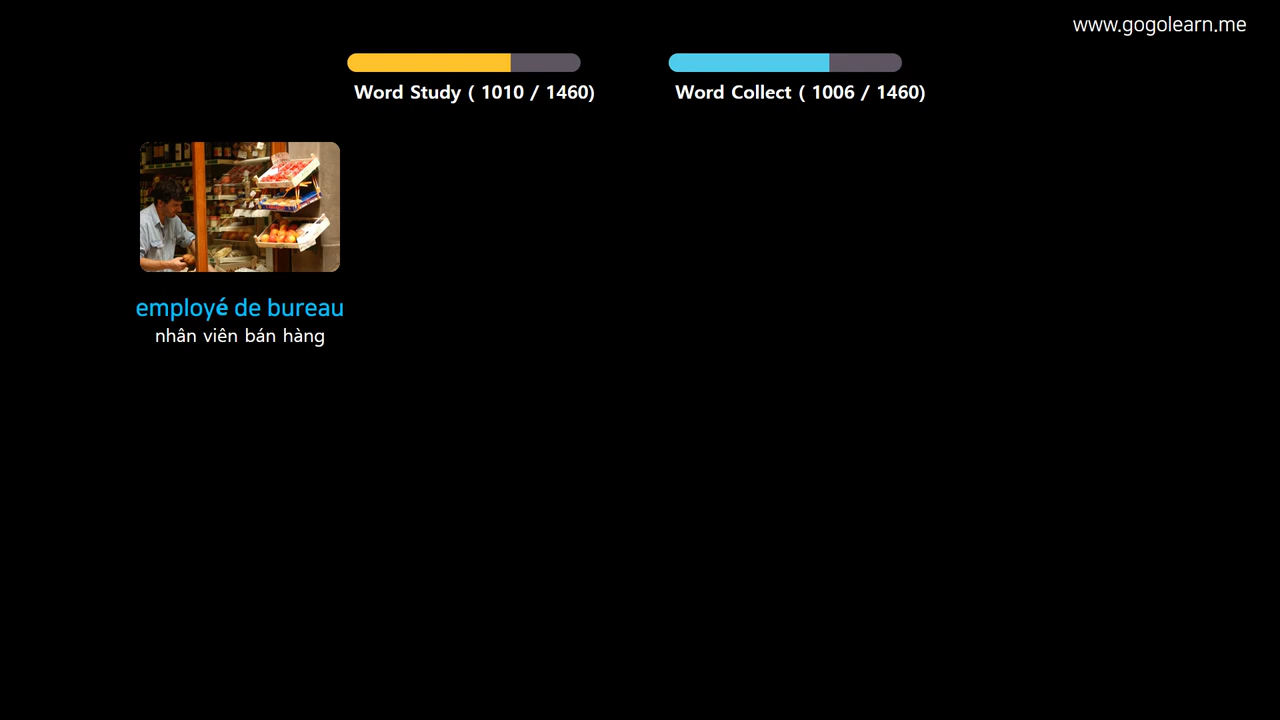 www.gogolearn.me
Word Study ( 1010 / 1460)
Word Collect ( 1006 / 1460)
employé de bureau
nhân viên bán hàng